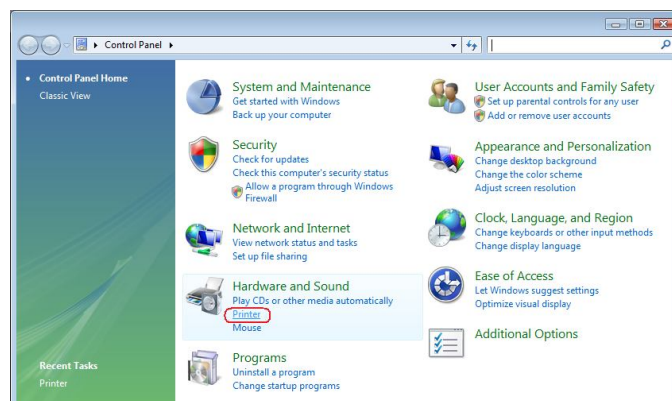 Control Panel
Control Panel Home
Classic View
System and Maintenance
Get started with Windows
Back up your computer
Security
Check for updates
Check this computer's security status
Allow a program through Windows
Firewall
Network and Internet
View network status and tasks
Set up file sharing
Hardware and Sound
Play CDs or other media automatically
Printer
Mouse
Programs
Uninstall a program
Change startup programs
User Accounts and Family Safety
Set up parental controls for any user
Add or remove user accounts
Appearance and Personalization
Change desktop background
Change the color scheme
Adjust screen resolution
Clock, Language, and Region
Change keyboards or other input methods
Change display language
Ease of Access
Let Windows suggest settings
Optimize visual display
Additional Options
Recent Tasks
Printer